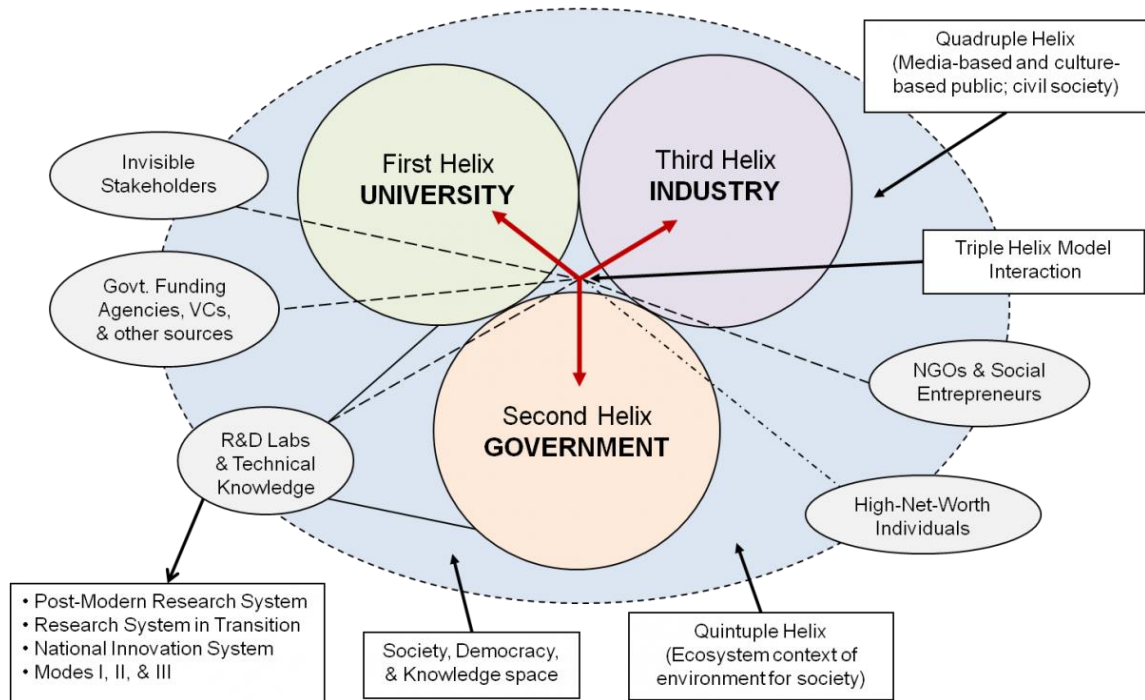 Quadruple Helix
(Media-based and culture-
based public; civil society)
First Helix
UNIVERSITY
Third Helix
INDUSTRY
Invisible
Stakeholders
Triple Helix Model
Interaction
Govt. Funding
Agencies, VCs,
& other sources
NGOs & Social
Entrepreneurs
Second Helix
GOVERNMENT
R&D Labs
& Technical
Knowledge
High-Net-Worth
Individuals
• Post-Modern Research System
• Research System in Transition
• National Innovation System
• Modes I, II, & III
Society, Democracy,
& Knowledge space
Quintuple Helix
(Ecosystem context of
environment for society)